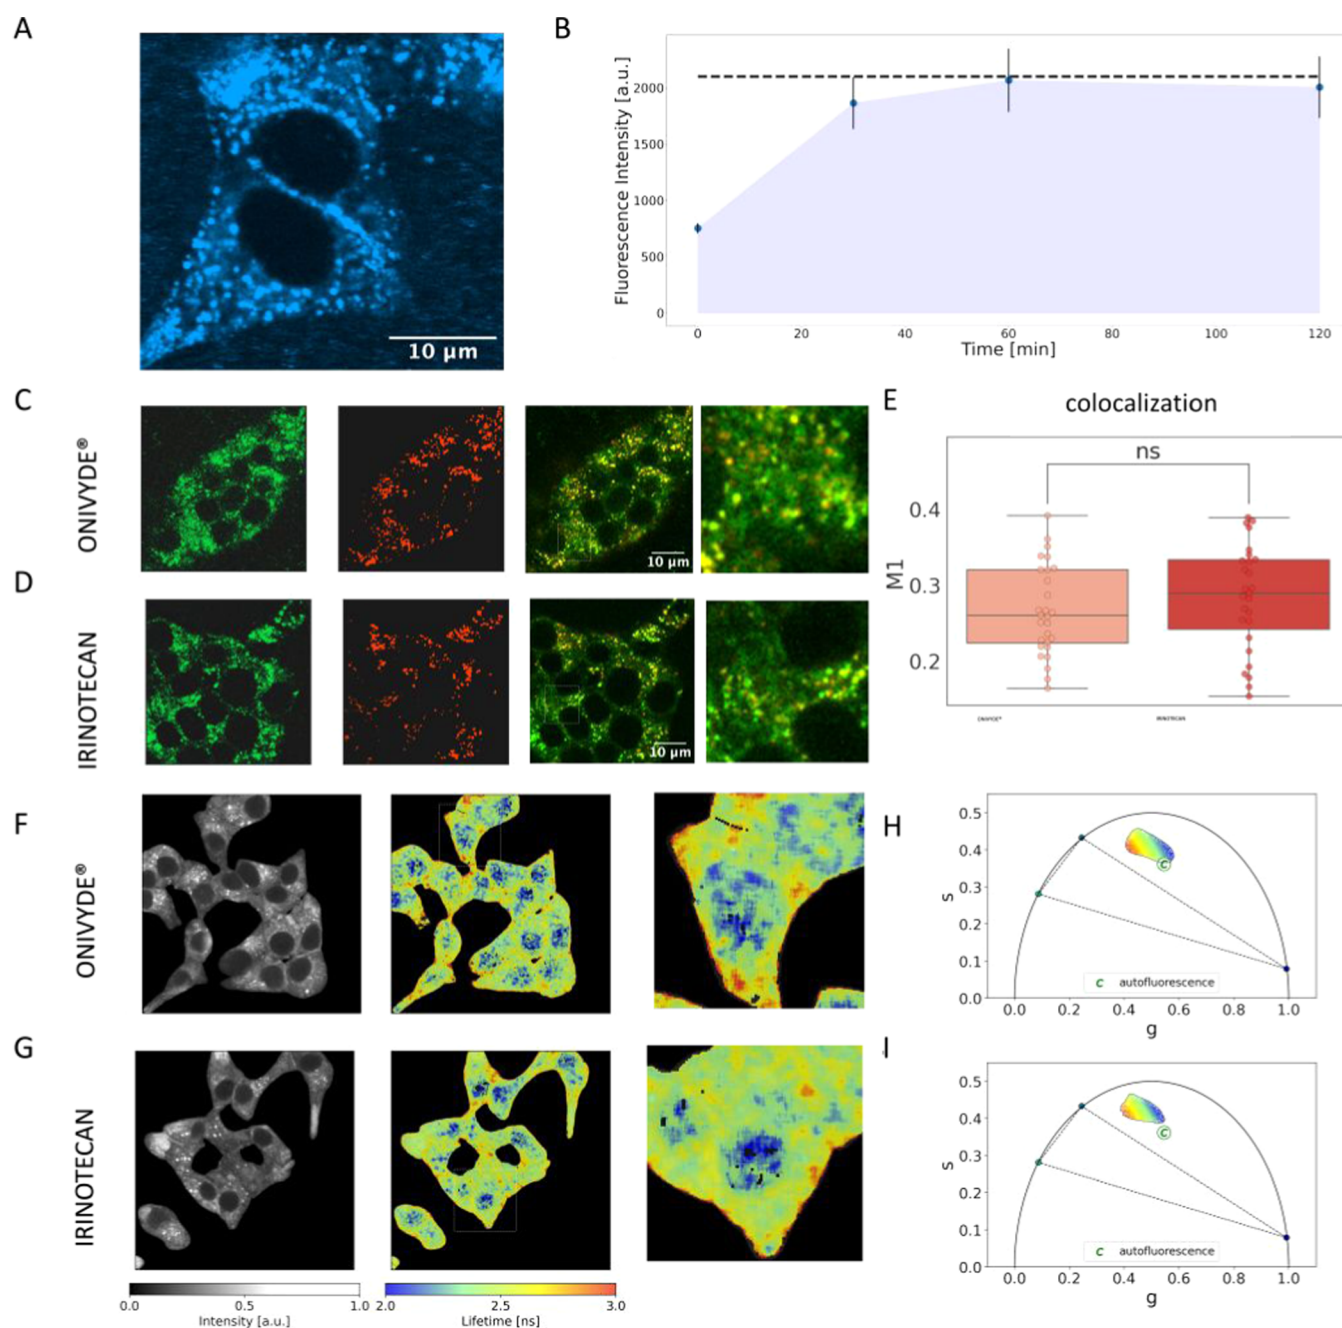 A
10 µm
B
Fluorescence Intensity [a.u.]
2000
1500
1000
500
0
0 20 40 60 80 100 120
Time [min]
C
ONIVYDE®
10 µm
D
IRINOTECAN
10 µm
E
colocalization
ns
M1
0.4
0.3
0.2
ONIVYDE® IRINOTECAN
F
ONIVYDE®
G
IRINOTECAN
0.0 0.5 1.0
Intensity [a.u.]
2.0 2.5 3.0
Lifetime [ns]
H
s
0.5
0.4
0.3
0.2
0.1
0.0
C
C autofluorescence
0.0 0.2 0.4 0.6 0.8 1.0
g
I
s
0.5
0.4
0.3
0.2
0.1
0.0
C
C autofluorescence
0.0 0.2 0.4 0.6 0.8 1.0
g